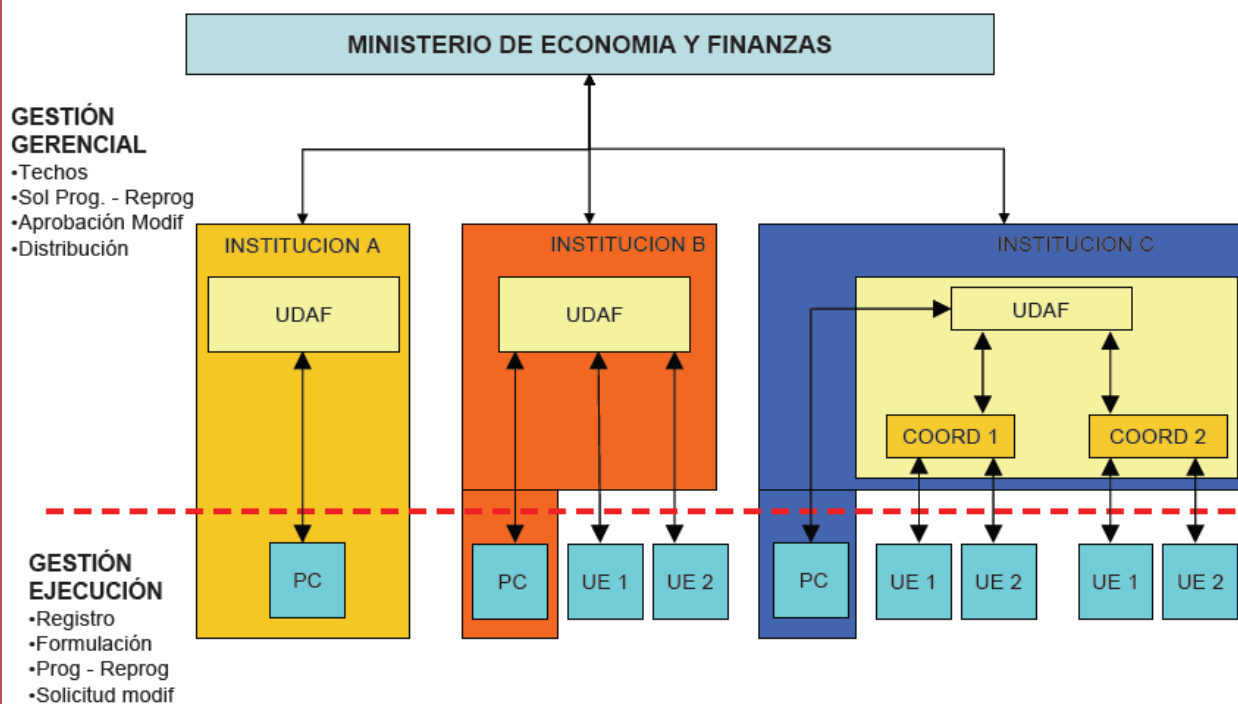 MINISTERIO DE ECONOMIA Y FINANZAS
GESTIÓN
GERENCIAL
•Techos
•Sol Prog. - Reprog
•Aprobación Modif
•Distribución
INSTITUCION A
UDAF
PC
INSTITUCION B
UDAF
PC
UE 1
UE 2
INSTITUCION C
UDAF
COORD 1
COORD 2
PC
UE 1
UE 2
UE 1
UE 2
GESTIÓN
EJECUCIÓN
•Registro
•Formulación
•Prog - Reprog
•Solicitud modif